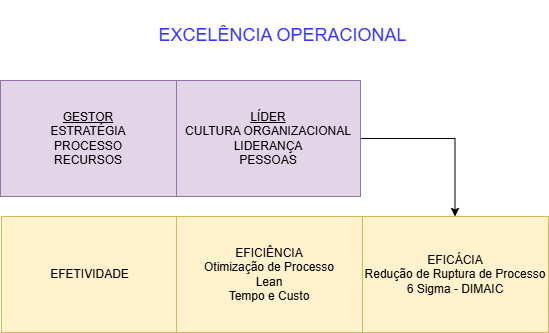 EXCELÊNCIA OPERACIONAL
GESTOR
ESTRATÉGIA
PROCESSO
RECURSOS
LÍDER
CULTURA ORGANIZACIONAL
LIDERANÇA
PESSOAS
EFETIVIDADE
EFICIÊNCIA
Otimização de Processo
Lean
Tempo e Custo
EFICÁCIA
Redução de Ruptura de Processo
6 Sigma - DIMAIC